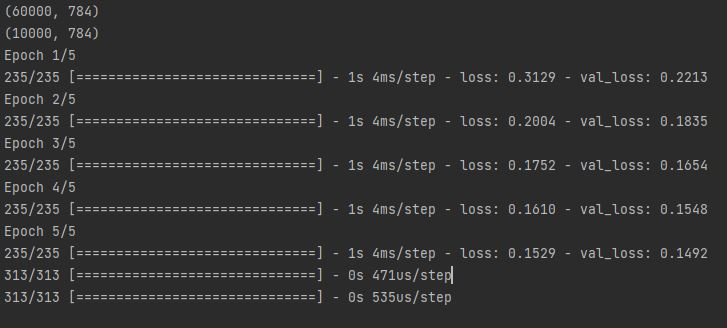 (60000, 784)
(10000, 784)
Epoch 1/5
235/235 [==============================] - 1s 4ms/step - loss: 0.3129 - val_loss: 0.2213
Epoch 2/5
235/235 [==============================] - 1s 4ms/step - loss: 0.2004 - val_loss: 0.1835
Epoch 3/5
235/235 [==============================] - 1s 4ms/step - loss: 0.1752 - val_loss: 0.1654
Epoch 4/5
235/235 [==============================] - 1s 4ms/step - loss: 0.1610 - val_loss: 0.1548
Epoch 5/5
235/235 [==============================] - 1s 4ms/step - loss: 0.1529 - val_loss: 0.1492
313/313 [==============================] - 0s 471us/step
313/313 [==============================] - 0s 535us/step